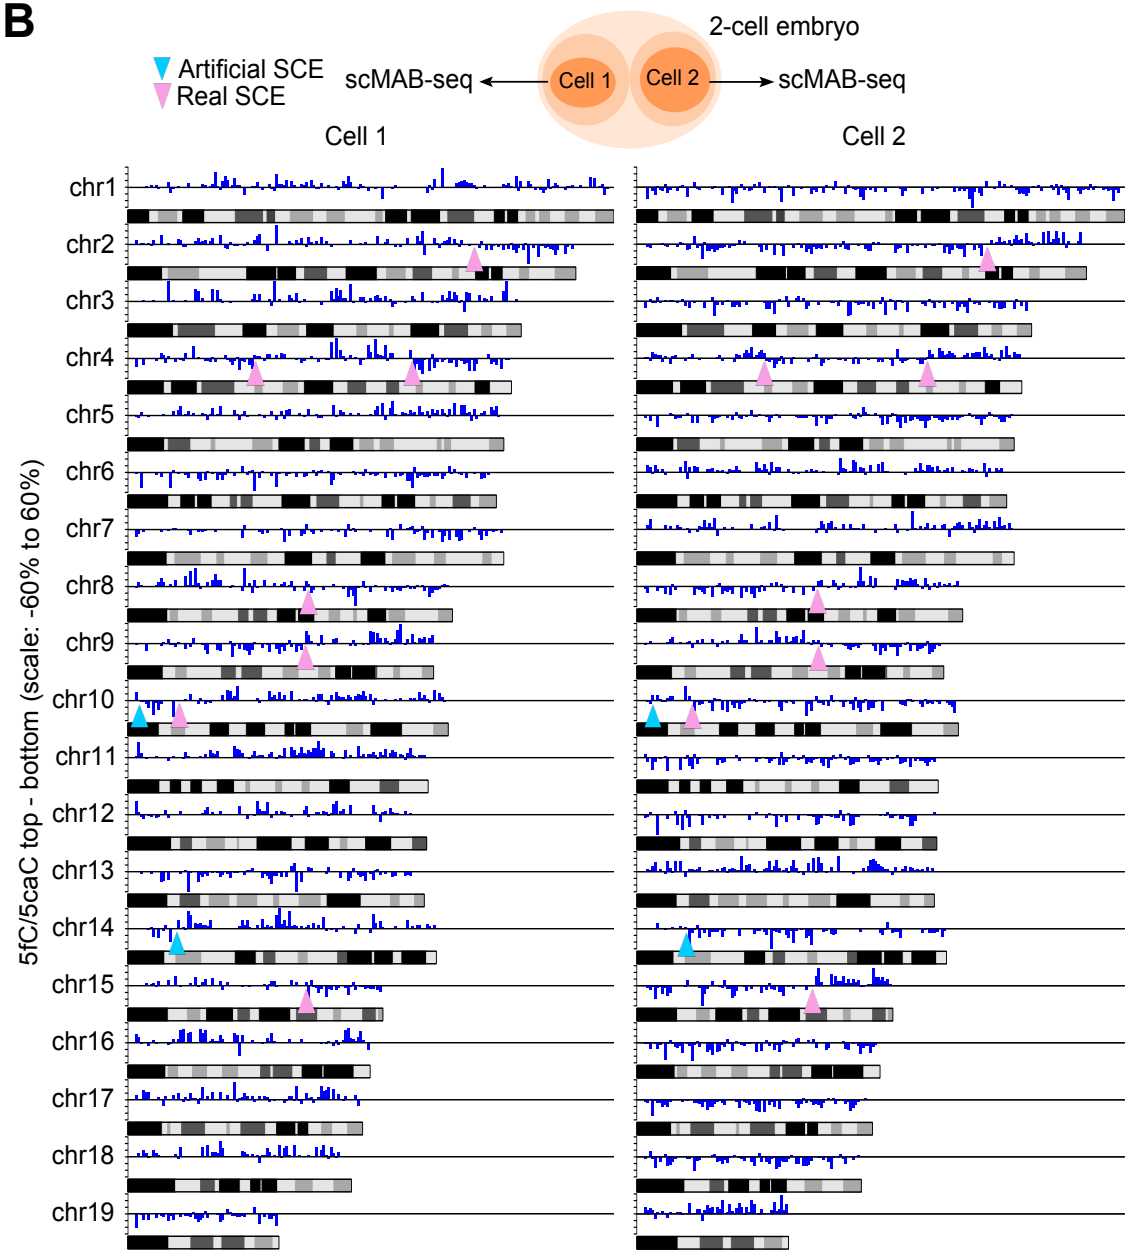 B
2-cell embryo
Artificial SCE
Real SCE
scMAB-seq
Cell 1
Cell 2
scMAB-seq
Cell 1
Cell 2
5fC/5caC top - bottom (scale: -60% to 60%)
chr1
chr2
chr3
chr4
chr5
chr6
chr7
chr8
chr9
chr10
chr11
chr12
chr13
chr14
chr15
chr16
chr17
chr18
chr19